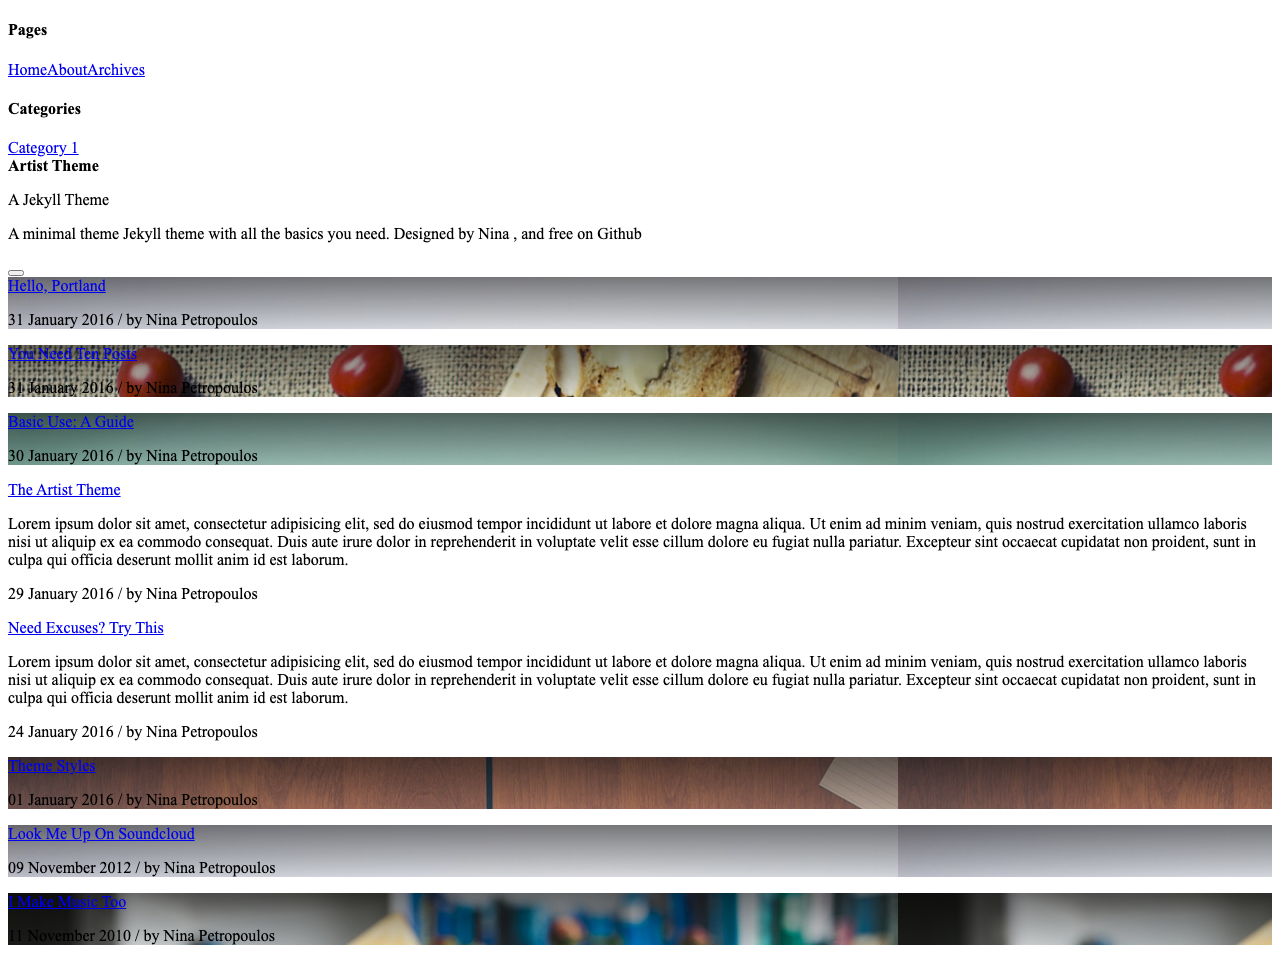 Pages
HomeAboutArchives
Categories
Category 1
Artist Theme
A Jekyll Theme
A minimal theme Jekyll theme with all the basics you need. Designed by Nina , and free on Github
Hello, Portland
31 January 2016 / by Nina Petropoulos
You Need Ten Posts
31 January 2016 / by Nina Petropoulos
Basic Use: A Guide
30 January 2016 / by Nina Petropoulos
The Artist Theme
Lorem ipsum dolor sit amet, consectetur adipisicing elit, sed do eiusmod tempor incididunt ut labore et dolore magna aliqua. Ut enim ad minim veniam, quis nostrud exercitation ullamco laboris
nisi ut aliquip ex ea commodo consequat. Duis aute irure dolor in reprehenderit in voluptate velit esse cillum dolore eu fugiat nulla pariatur. Excepteur sint occaecat cupidatat non proident, sunt in
culpa qui officia deserunt mollit anim id est laborum.
29 January 2016 / by Nina Petropoulos
Need Excuses? Try This
Lorem ipsum dolor sit amet, consectetur adipisicing elit, sed do eiusmod tempor incididunt ut labore et dolore magna aliqua. Ut enim ad minim veniam, quis nostrud exercitation ullamco laboris
nisi ut aliquip ex ea commodo consequat. Duis aute irure dolor in reprehenderit in voluptate velit esse cillum dolore eu fugiat nulla pariatur. Excepteur sint occaecat cupidatat non proident, sunt in
culpa qui officia deserunt mollit anim id est laborum.
24 January 2016 / by Nina Petropoulos
Theme Styles
01 January 2016 / by Nina Petropoulos
Look Me Up On Soundcloud
09 November 2012 / by Nina Petropoulos
I Make Music Too
11 November 2010 / by Nina Petropoulos